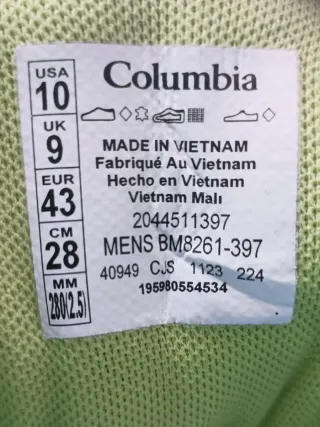 USA
10
UK
9
EUR
43
CM
28
MM
280(2.5)
Columbia
MADE IN VIETNAM
Fabriqué Au Vietnam
Hecho en Vietnam
Vietnam Malı
2044511397
MENS BM8261-397
40949 CJS 1123 224
195980554534